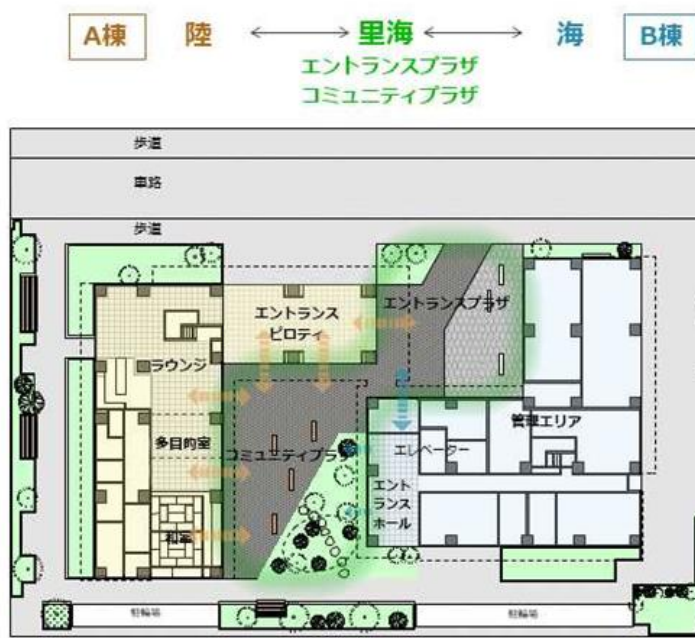 A棟 陸 里海 海 B棟
エントランスプラザ
コミュニティプラザ
歩道
車路
歩道
エントランス
ピロティ
エントランスプラザ
ラウンジ
多目的室
コミュニティプラザ
エレベーター
管理エリア
エント
ランス
ホール
和室
駐輪場
駐輪場